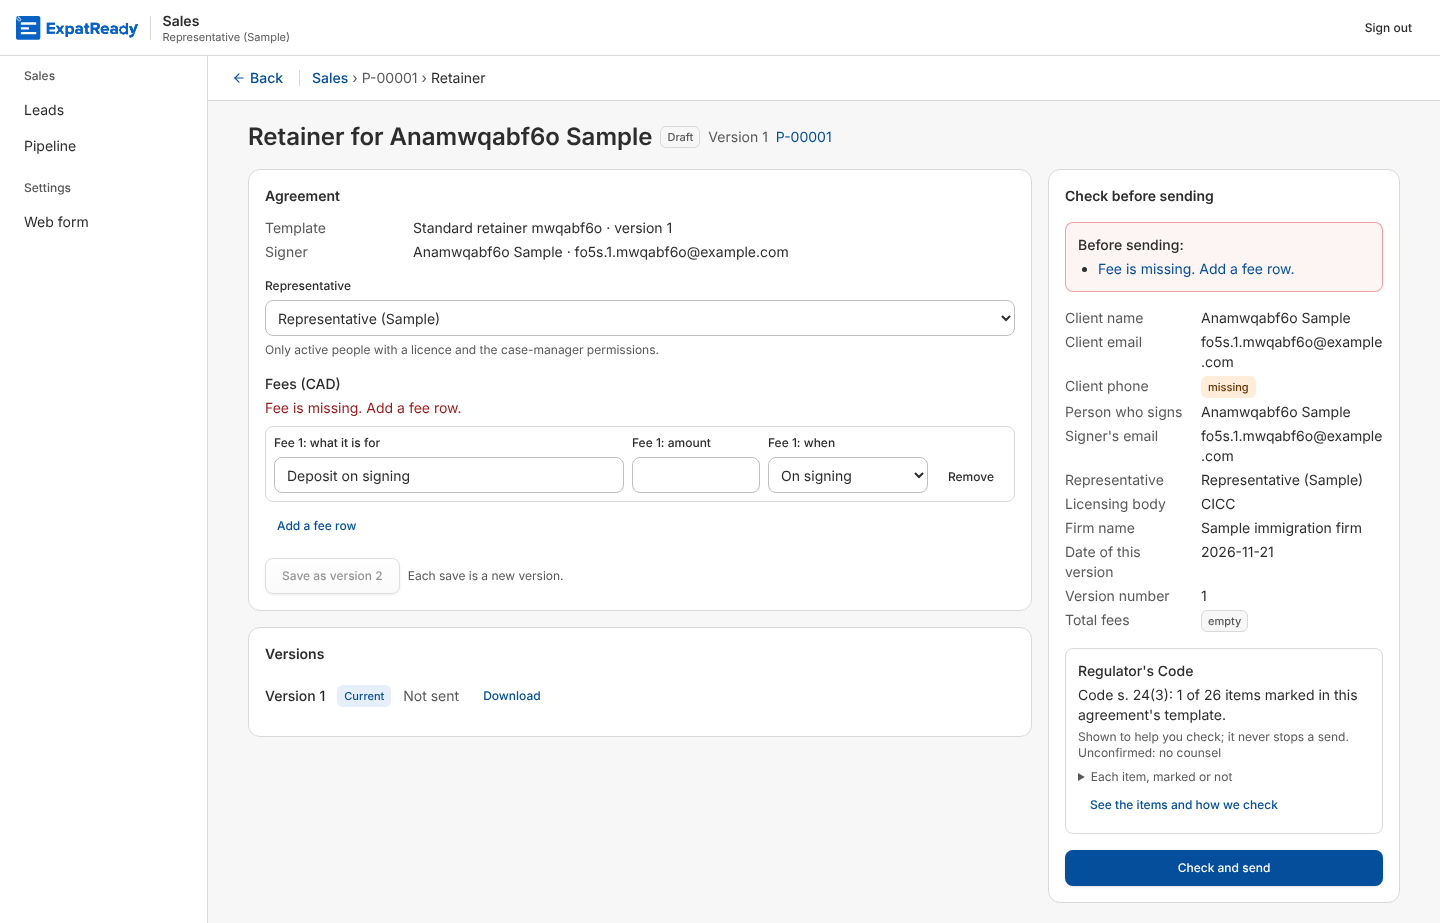 ExpatReady
Sales
Representative (Sample)
Sign out
Sales
Leads
Pipeline
Settings
Web form
← Back
Sales › P-00001 › Retainer
Retainer for Anamwqabf6o Sample Draft Version 1 P-00001
Agreement
Template Standard retainer mwqabf6o · version 1
Signer Anamwqabf6o Sample · fo5s.1.mwqabf6o@example.com
Representative
Representative (Sample)
Only active people with a licence and the case-manager permissions.
Fees (CAD)
Fee is missing. Add a fee row.
Fee 1: what it is for Fee 1: amount Fee 1: when
Deposit on signing On signing Remove
Add a fee row
Save as version 2 Each save is a new version.
Versions
Version 1 Current Not sent Download
Check before sending
Before sending:
• Fee is missing. Add a fee row.
Client name Anamwqabf6o Sample
Client email fo5s.1.mwqabf6o@example
.com
Client phone missing
Person who signs Anamwqabf6o Sample
Signer's email fo5s.1.mwqabf6o@example
.com
Representative Representative (Sample)
Licensing body CICC
Firm name Sample immigration firm
Date of this 2026-11-21
version
Version number 1
Total fees empty
Regulator's Code
Code s. 24(3): 1 of 26 items marked in this
agreement's template.
Shown to help you check; it never stops a send.
Unconfirmed: no counsel
Each item, marked or not
See the items and how we check
Check and send